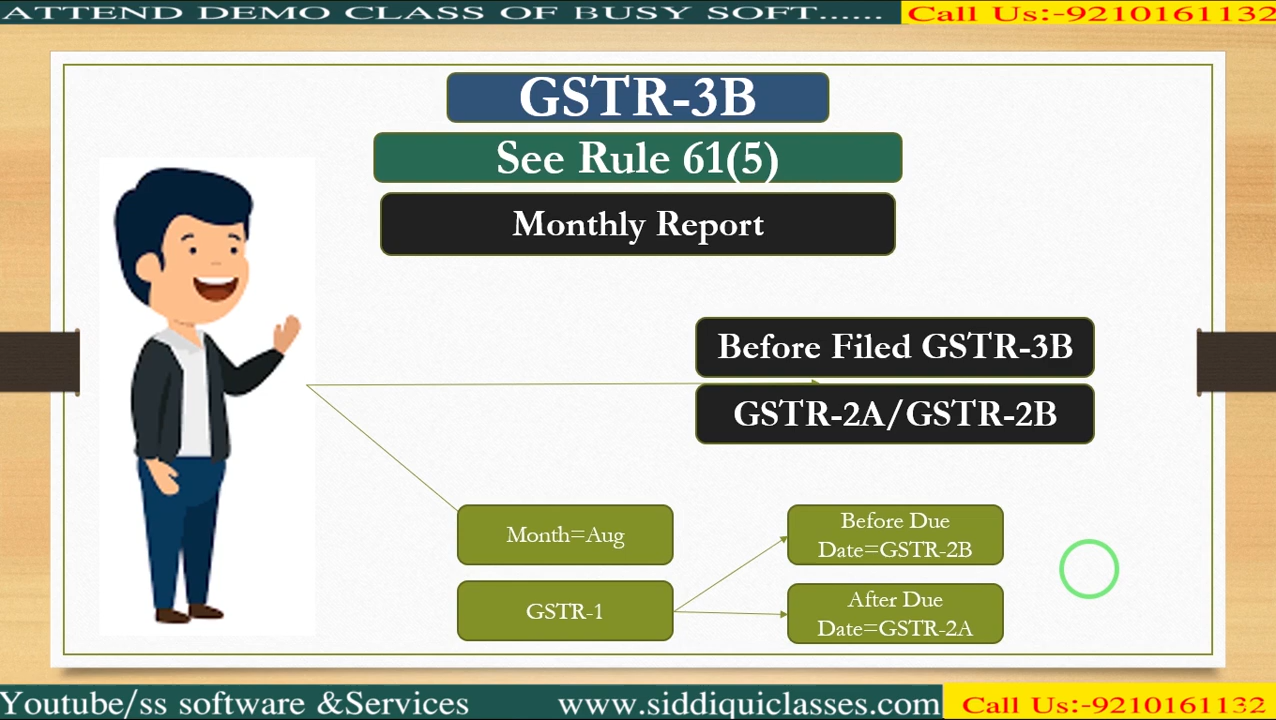 ATTEND DEMO CLASS OF BUSY SOFT......
Call Us:-9210161132
GSTR-3B
See Rule 61(5)
Monthly Report
Before Filed GSTR-3B
GSTR-2A/GSTR-2B
Month=Aug
Before Due
Date=GSTR-2B
GSTR-1
After Due
Date=GSTR-2A
Youtube/ss software &Services
www.siddiquiclasses.com
Call Us:-9210161132